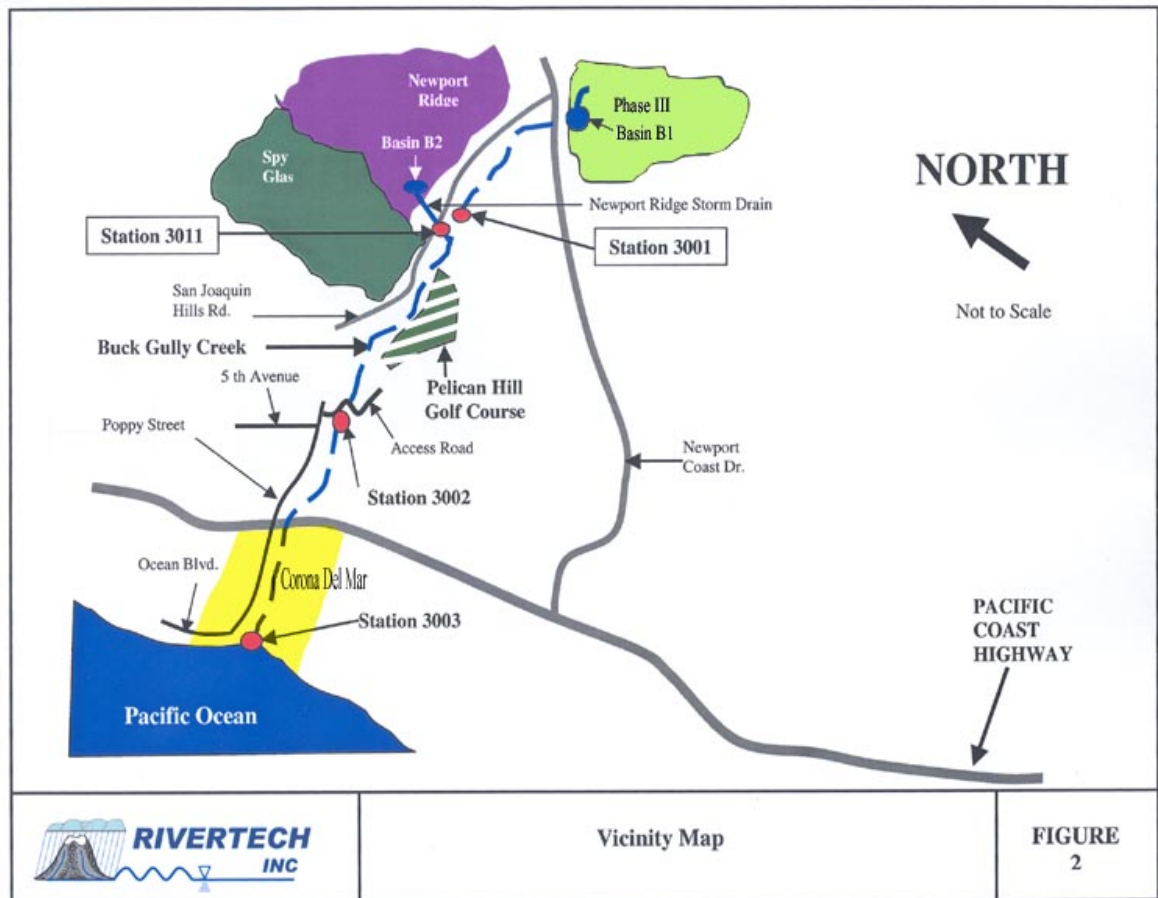 Newport
Ridge
Phase III
Basin B1
Basin B2
Spy
Glas
NORTH
Newport Ridge Storm Drain
Station 3011
Station 3001
San Joaquin
Hills Rd.
Not to Scale
Buck Gully Creek
5 th Avenue
Pelican Hill
Golf Course
Poppy Street
Access Road
Newport
Coast Dr.
Station 3002
Ocean Blvd.
Corona Del Mar
Station 3003
PACIFIC
COAST
HIGHWAY
Pacific Ocean
RIVERTECH
INC
Vicinity Map
FIGURE
2